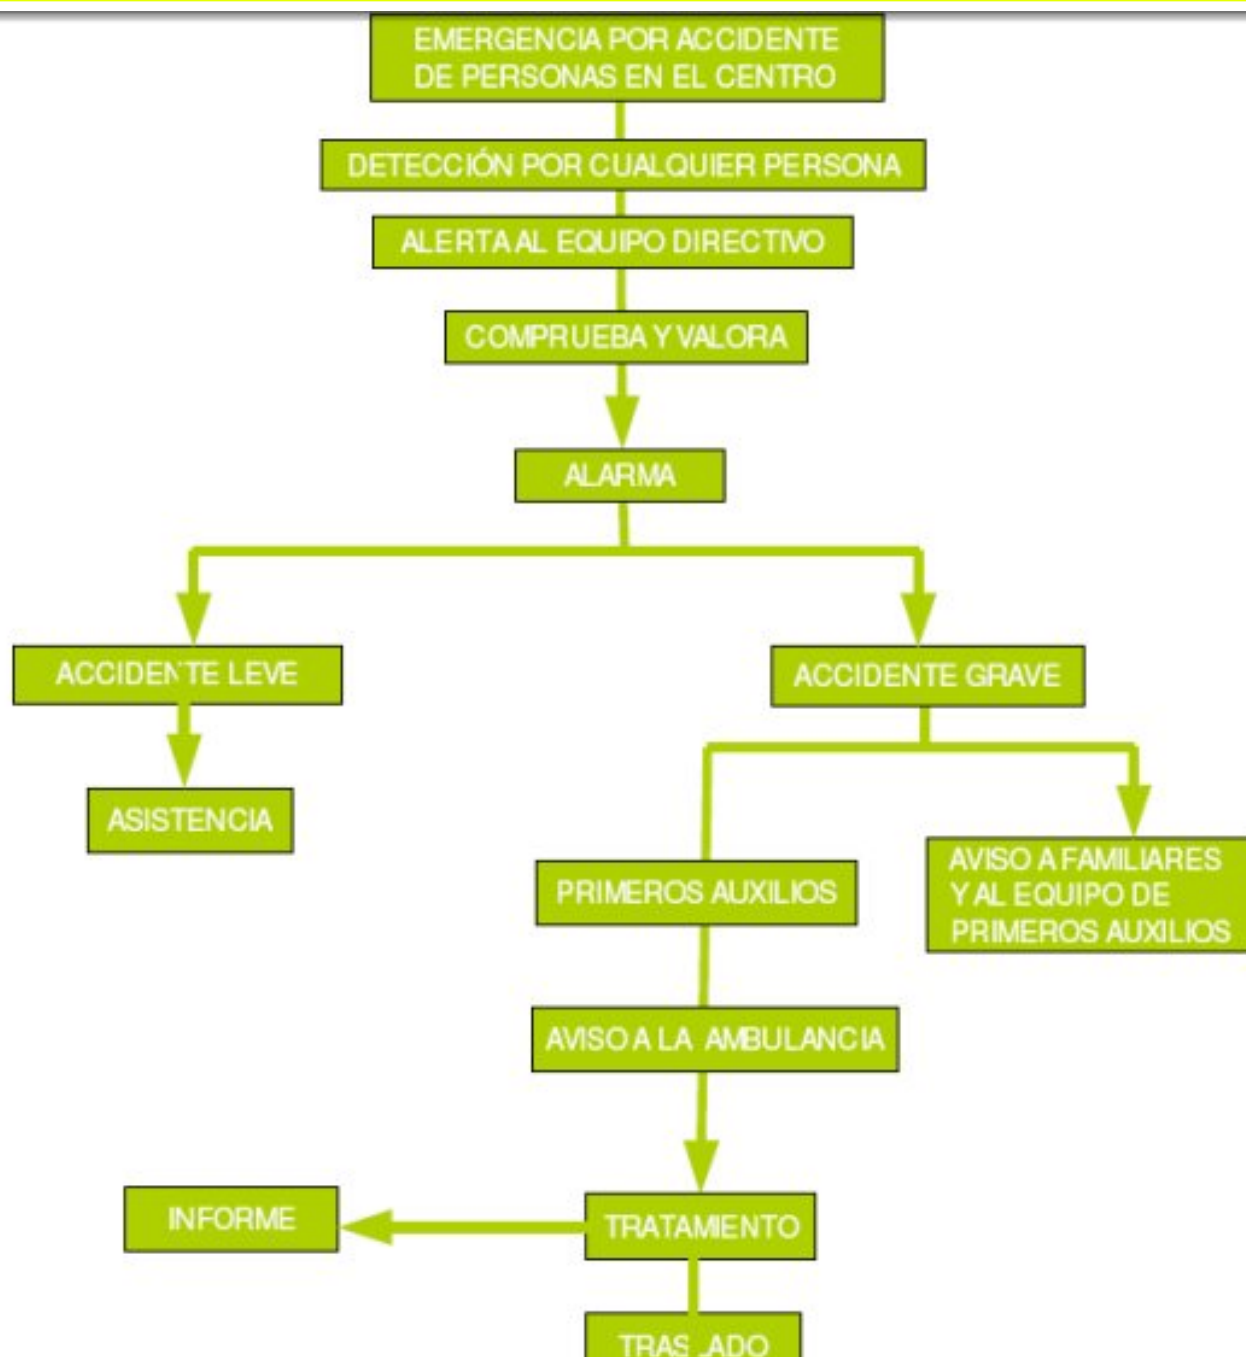 EMERGENCIA POR ACCIDENTE
DE PERSONAS EN EL CENTRO
DETECCIÓN POR CUALQUIER PERSONA
ALERTA AL EQUIPO DIRECTIVO
COMPRUEBA Y VALORA
ALARMA
ACCIDENTE LEVE
ACCIDENTE GRAVE
ASISTENCIA
PRIMEROS AUXILIOS
AVISO A FAMILIARES
Y AL EQUIPO DE
PRIMEROS AUXILIOS
AVISO A LA AMBULANCIA
INFORME
TRATAMIENTO
TRASLADO